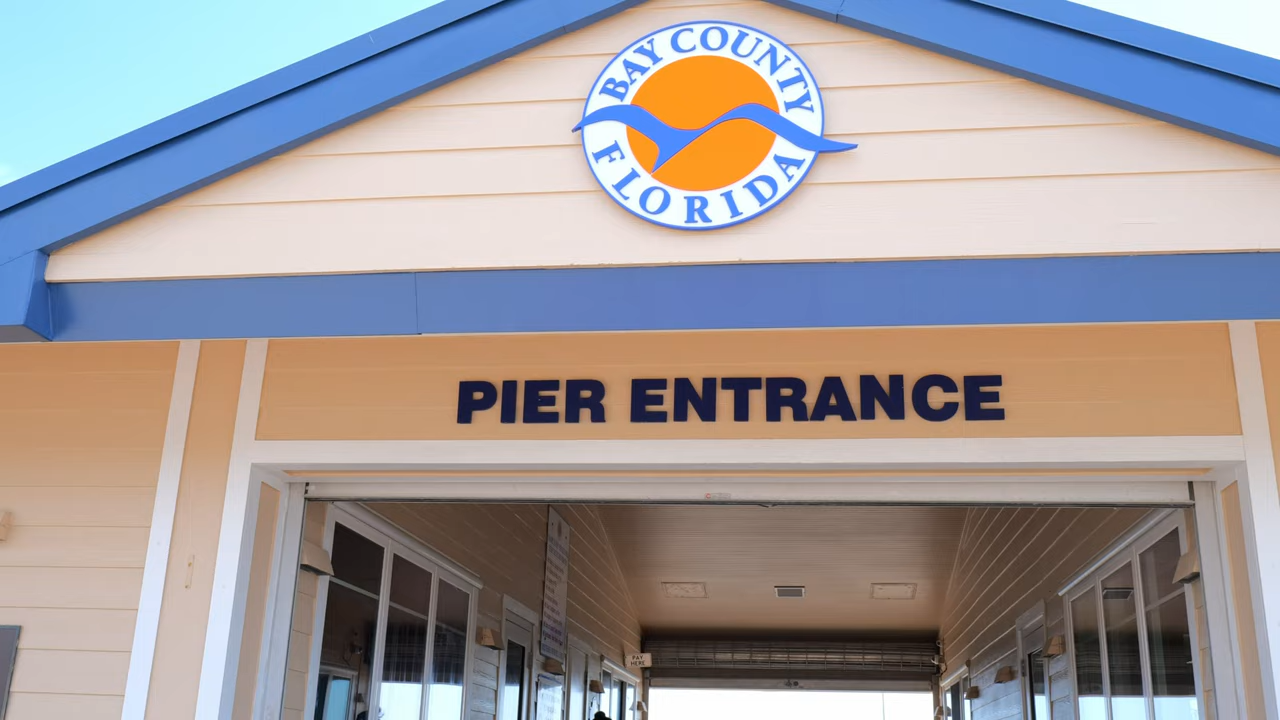 BAY COUNTY
FLORIDA
PIER ENTRANCE
PAY
HERE